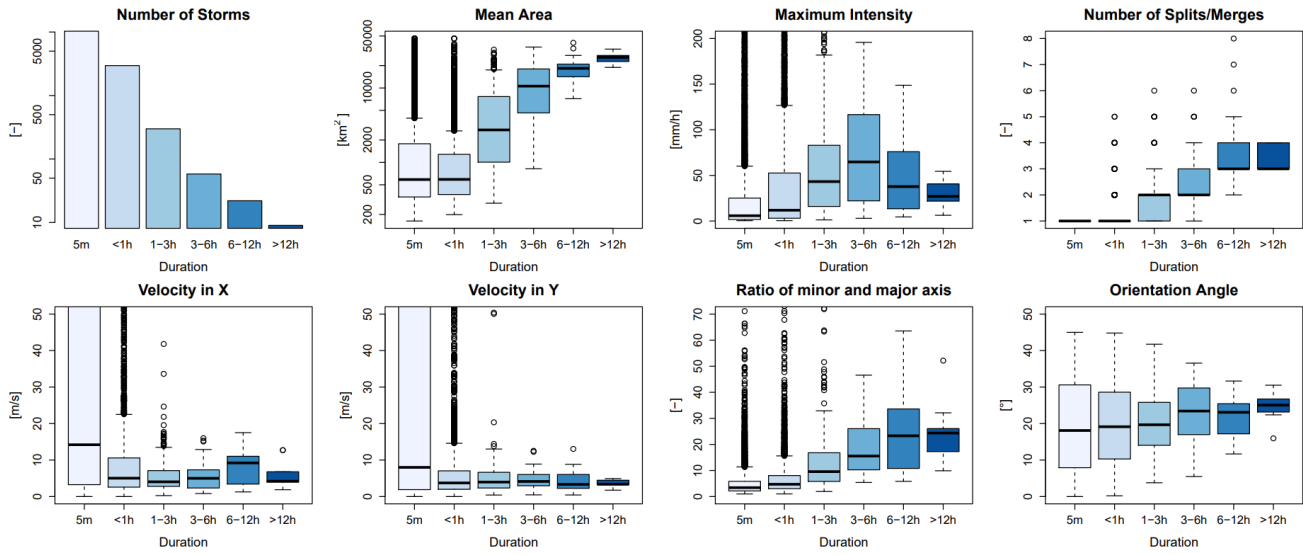 Number of Storms
[−]
5000
500
50
10
5m <1h 1−3h 3−6h 6−12h >12h
Duration
Mean Area
[km²]
50000
10000
2000
500
200
5m <1h 1−3h 3−6h 6−12h >12h
Duration
Maximum Intensity
[mm/h]
200
150
100
50
0
5m <1h 1−3h 3−6h 6−12h >12h
Duration
Number of Splits/Merges
[−]
8
7
6
5
4
3
2
1
5m <1h 1−3h 3−6h 6−12h >12h
Duration
Velocity in X
[m/s]
50
40
30
20
10
0
5m <1h 1−3h 3−6h 6−12h >12h
Duration
Velocity in Y
[m/s]
50
40
30
20
10
0
5m <1h 1−3h 3−6h 6−12h >12h
Duration
Ratio of minor and major axis
[−]
70
60
50
40
30
20
10
0
5m <1h 1−3h 3−6h 6−12h >12h
Duration
Orientation Angle
[°]
50
40
30
20
10
0
5m <1h 1−3h 3−6h 6−12h >12h
Duration